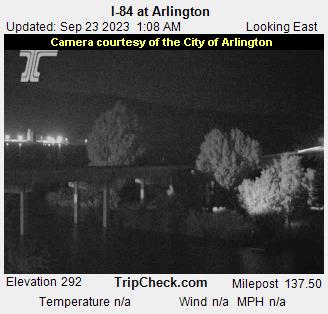 I-84 at Arlington
Updated: Sep 23 2023 1:08 AM Looking East
Camera courtesy of the City of Arlington
Elevation 292 TripCheck.com Milepost 137.50
Temperature n/a Wind n/a MPH n/a